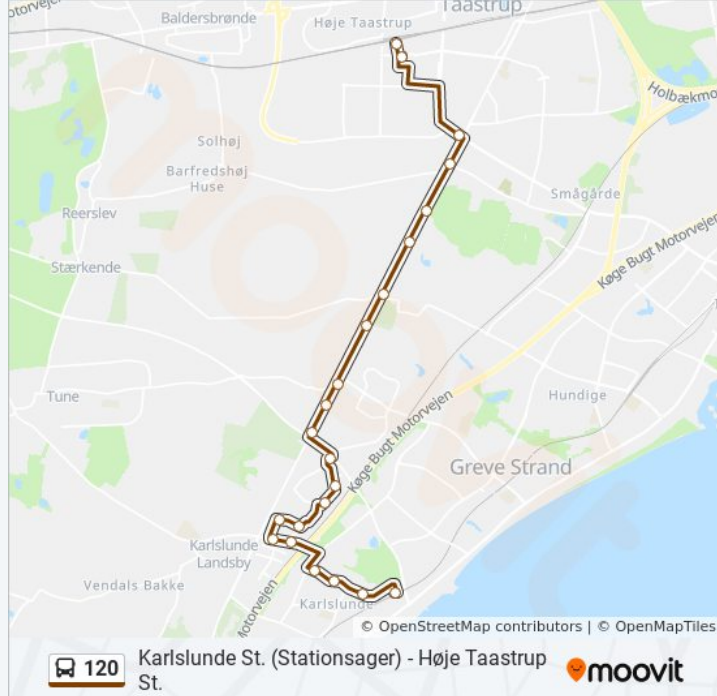 Taastrup
Baldersbrønde
Høje Taastrup
otorvejen
Holbækmo
Solhøj
Barfredshøj
Huse
Smågårde
Reerslev
Køge Bugt Motorvejen
Stærkende
Tune
Hundige
Køge Bugt Motorvejen
Greve Strand
Karlslunde
Landsby
Vendals Bakke
Karlslunde
Motorvejen
© OpenStreetMap contributors | © OpenMapTiles
120
Karlslunde St. (Stationsager) - Høje Taastrup
St.
moovit